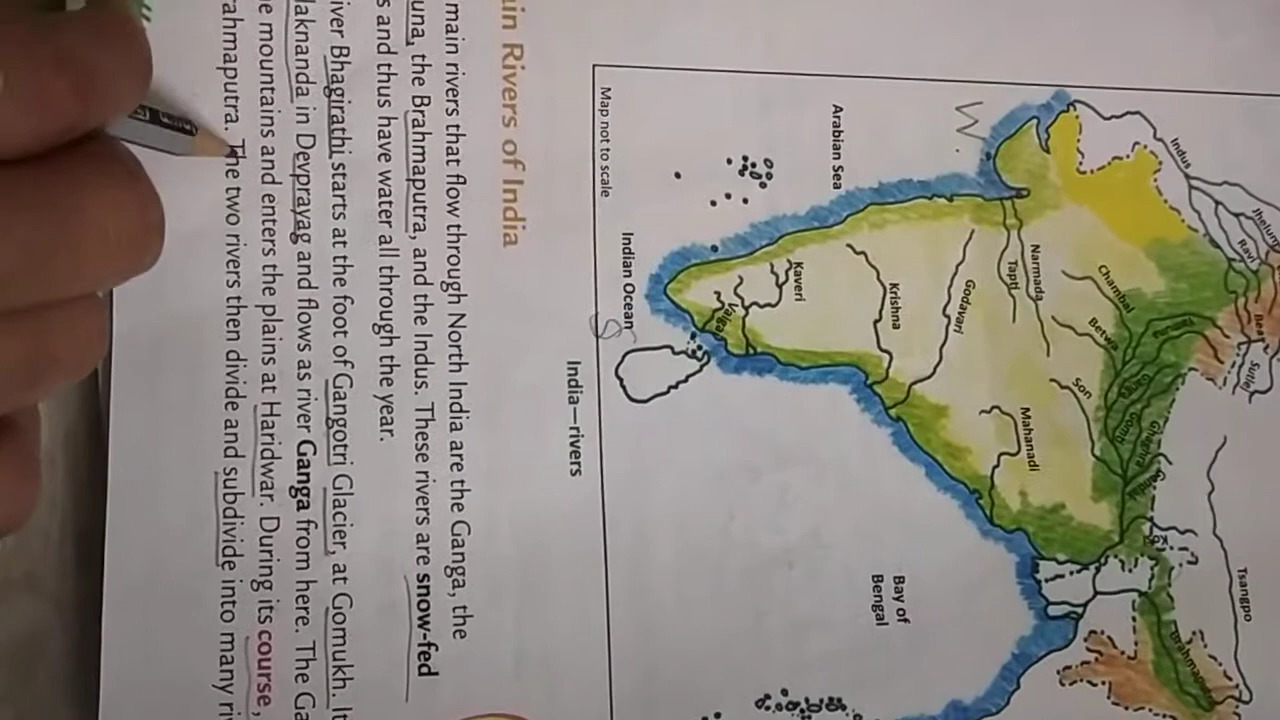 Indus
Jhelum
Ravi
Tsangpo
Chambal
Narmada
Betwa
Tapti
Son
Ghaghra
Gomti
Arabian Sea
Kaveri
Krishna
Godavari
Mahanadi
Vaigai
W
Bay of
Bengal
Indian Ocean
S
Map not to scale
India—rivers
in Rivers of India
main rivers that flow through North India are the Ganga, the
una, the Brahmaputra, and the Indus. These rivers are snow-fed
s and thus have water all through the year.
iver Bhagirathi starts at the foot of Gangotri Glacier, at Gomukh. It
laknanda in Devprayag and flows as river Ganga from here. The Ga
e mountains and enters the plains at Haridwar. During its course,
rahmaputra. The two rivers then divide and subdivide into many ri